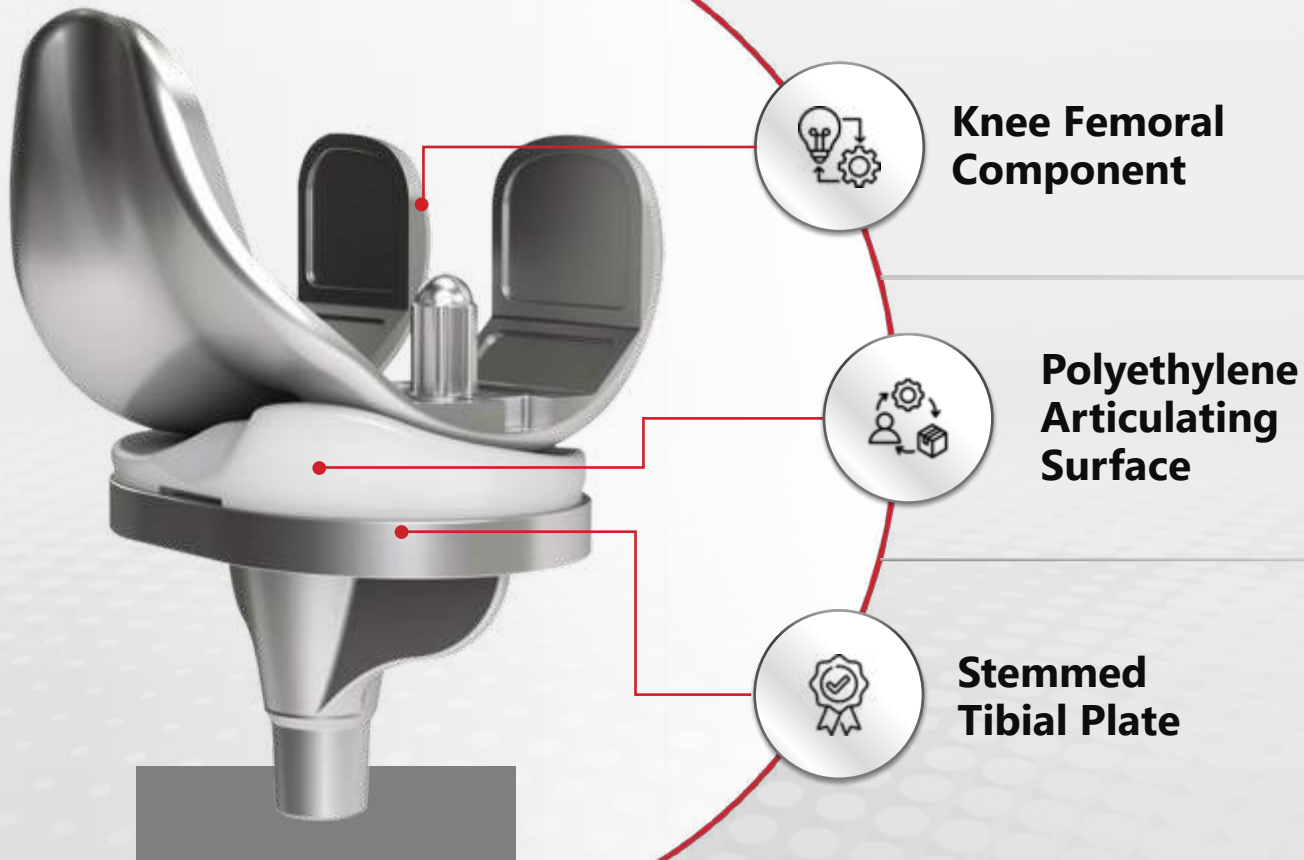 Knee Femoral
Component
Polyethylene
Articulating
Surface
Stemmed
Tibial Plate